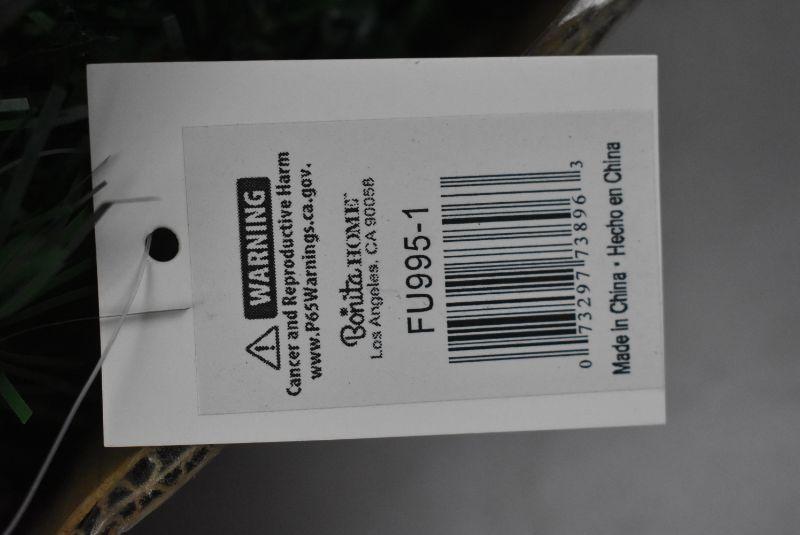 ⚠ WARNING
Cancer and Reproductive Harm
www.P65Warnings.ca.gov.
Bonita HOME™
Los Angeles, CA 90058
FU995-1
0 73297 73896 3
Made in China • Hecho en China